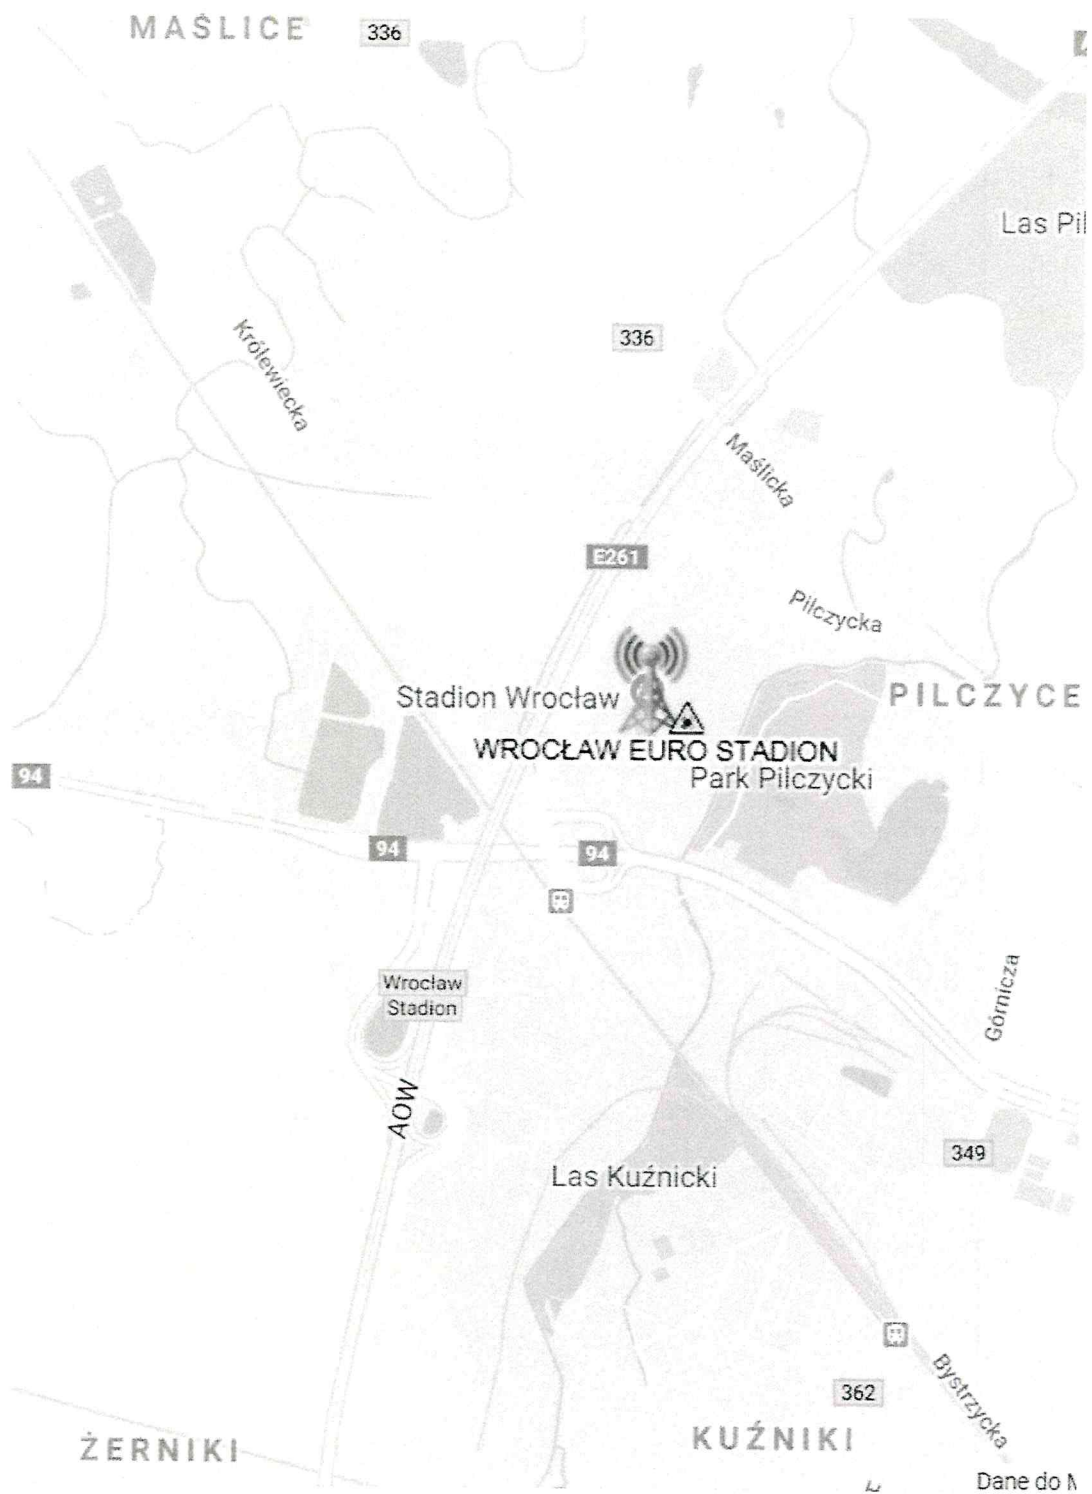 MAŚLICE
336
Las Pil
Królewiecka
336
Maślicka
E261
Pilczycka
Stadion Wrocław
PILCZYCE
WROCŁAW EURO STADION
Park Pilczycki
94
94
94
Wrocław
Stadion
Górnicza
AOW
349
Las Kuźnicki
362
Bystrzycka
ŻERNIKI
KUŹNIKI
Dane do M